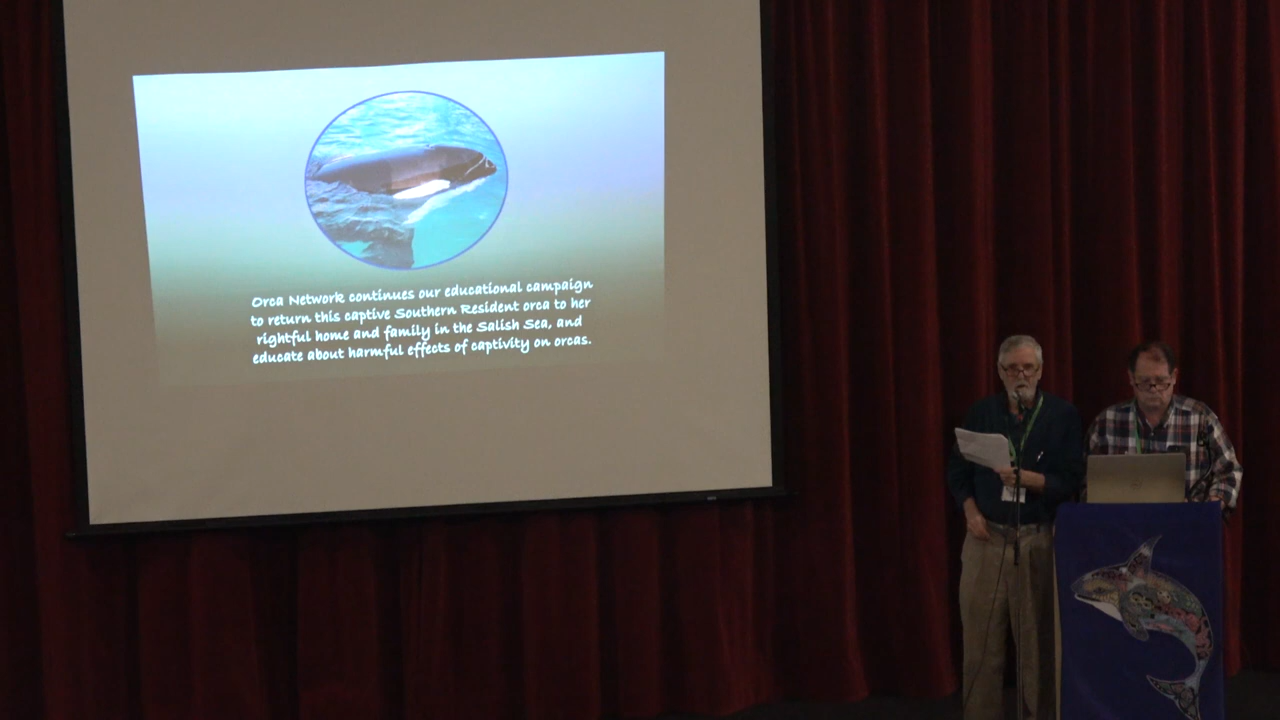 Orca Network continues our educational campaign
to return this captive Southern Resident orca to her
rightful home and family in the Salish Sea, and
educate about harmful effects of captivity on orcas.